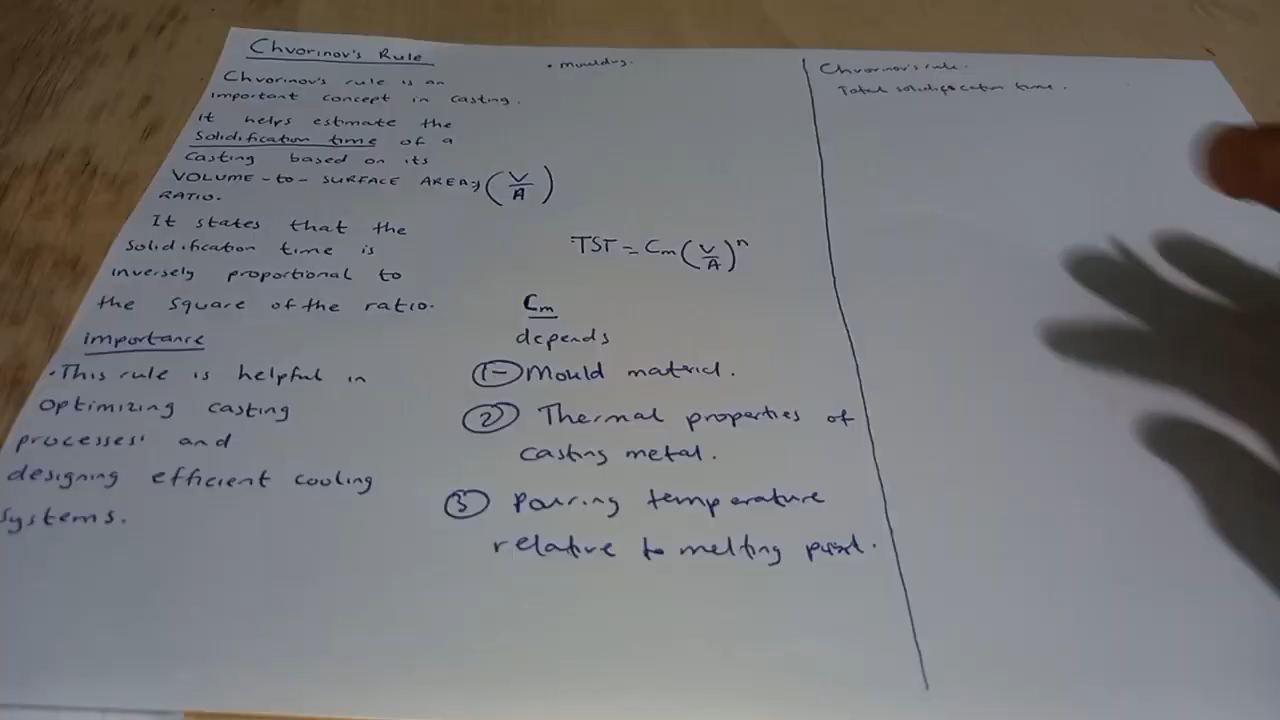 Chvorinov's Rule
Chvorinov's rule is an
important concept in casting.
It helps estimate the
Solidification time of a
casting based on its
VOLUME-to-SURFACE AREA (V/A)
RATIO.
It states that the
solidification time is
inversely proportional to
the square of the ratio.
importance
• This rule is helpful in
optimizing casting
processes and
designing efficient cooling
systems.
• moulding.
TST = Cm (V/A)^n
Cm
depends
1- Mould material.
2 Thermal properties of
casting metal.
3 Pouring temperature
relative to melting point.
Chvorinov's rule.
Total solidification time.